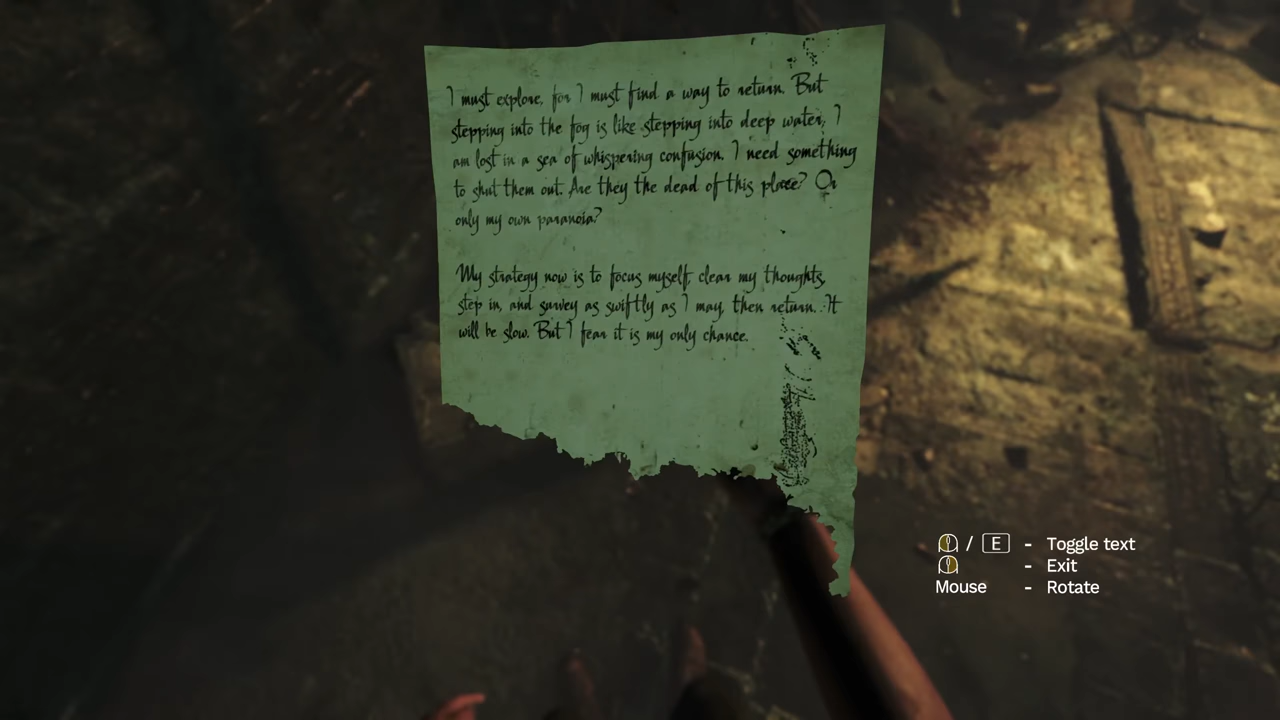 I must explore, for I must find a way to return. But
stepping into the fog is like stepping into deep water, I
am lost in a sea of whispering confusion. I need something
to shut them out. Are they the dead of this place? Or
only my own paranoia?
My strategy now is to focus myself, clear my thoughts,
step in, and survey as swiftly as I may, then return. It
will be slow. But I fear it is my only chance.
/ E - Toggle text
- Exit
Mouse - Rotate